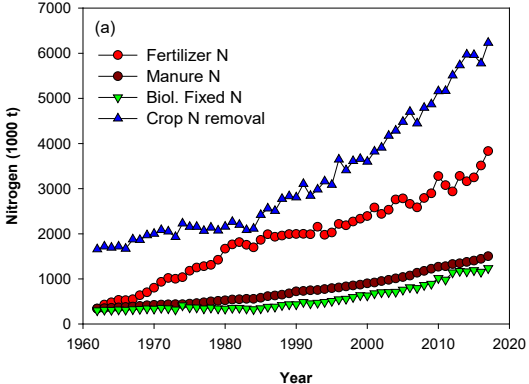 7000
(a)
Fertilizer N
Manure N
Biol. Fixed N
Crop N removal
6000
5000
4000
3000
2000
1000
0
Nitrogen (1000 t)
1960 1970 1980 1990 2000 2010 2020
Year